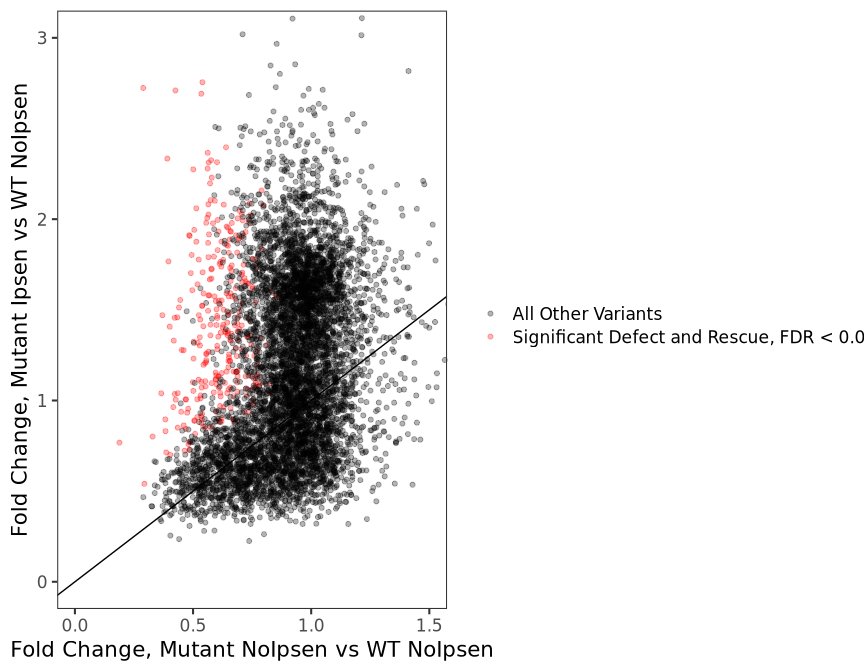 3
2
1
0
0.0 0.5 1.0 1.5
Fold Change, Mutant NoIpsen vs WT NoIpsen
Fold Change, Mutant Ipsen vs WT NoIpsen
All Other Variants
Significant Defect and Rescue, FDR < 0.0